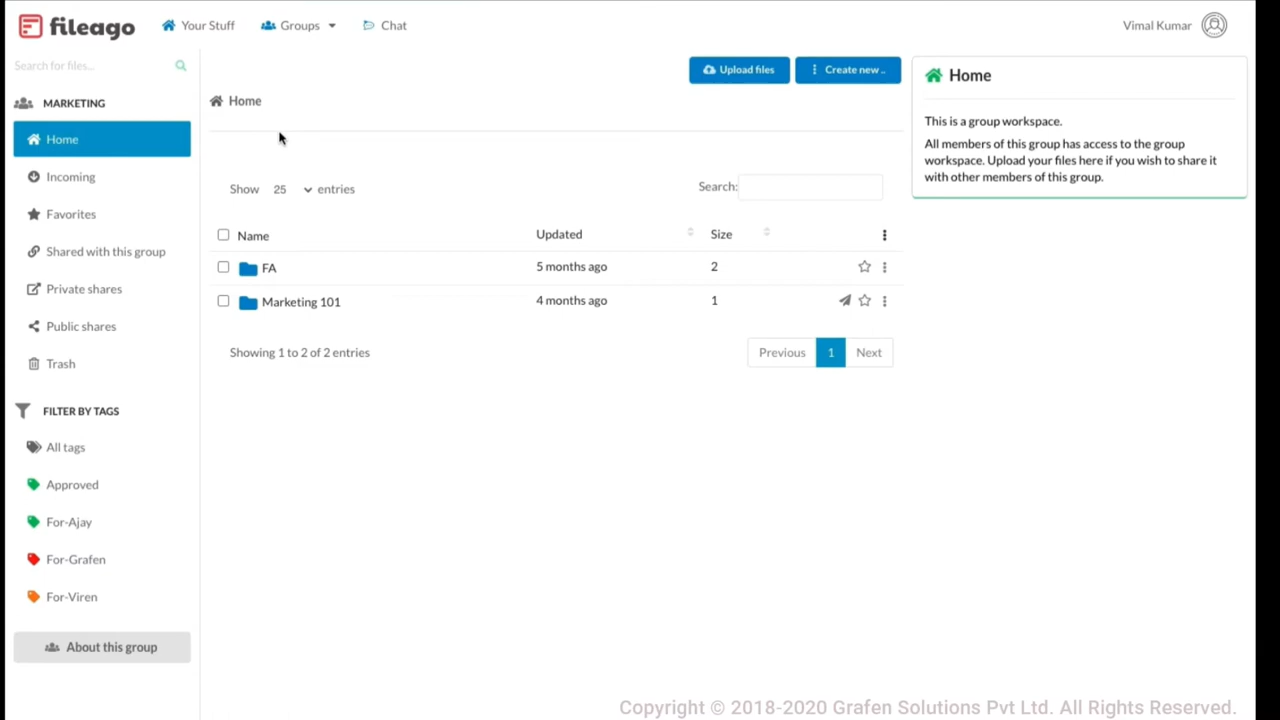 fileago
Your Stuff
Groups
Chat
Vimal Kumar
Search for files...
MARKETING
Home
Incoming
Favorites
Shared with this group
Private shares
Public shares
Trash
FILTER BY TAGS
All tags
Approved
For-Ajay
For-Grafen
For-Viren
About this group
Upload files
Create new ..
Home
Show 25 entries
Search:
Name Updated Size
FA 5 months ago 2
Marketing 101 4 months ago 1
Showing 1 to 2 of 2 entries
Previous 1 Next
Home
This is a group workspace.
All members of this group has access to the group
workspace. Upload your files here if you wish to share it
with other members of this group.
Copyright © 2018-2020 Grafen Solutions Pvt Ltd. All Rights Reserved.